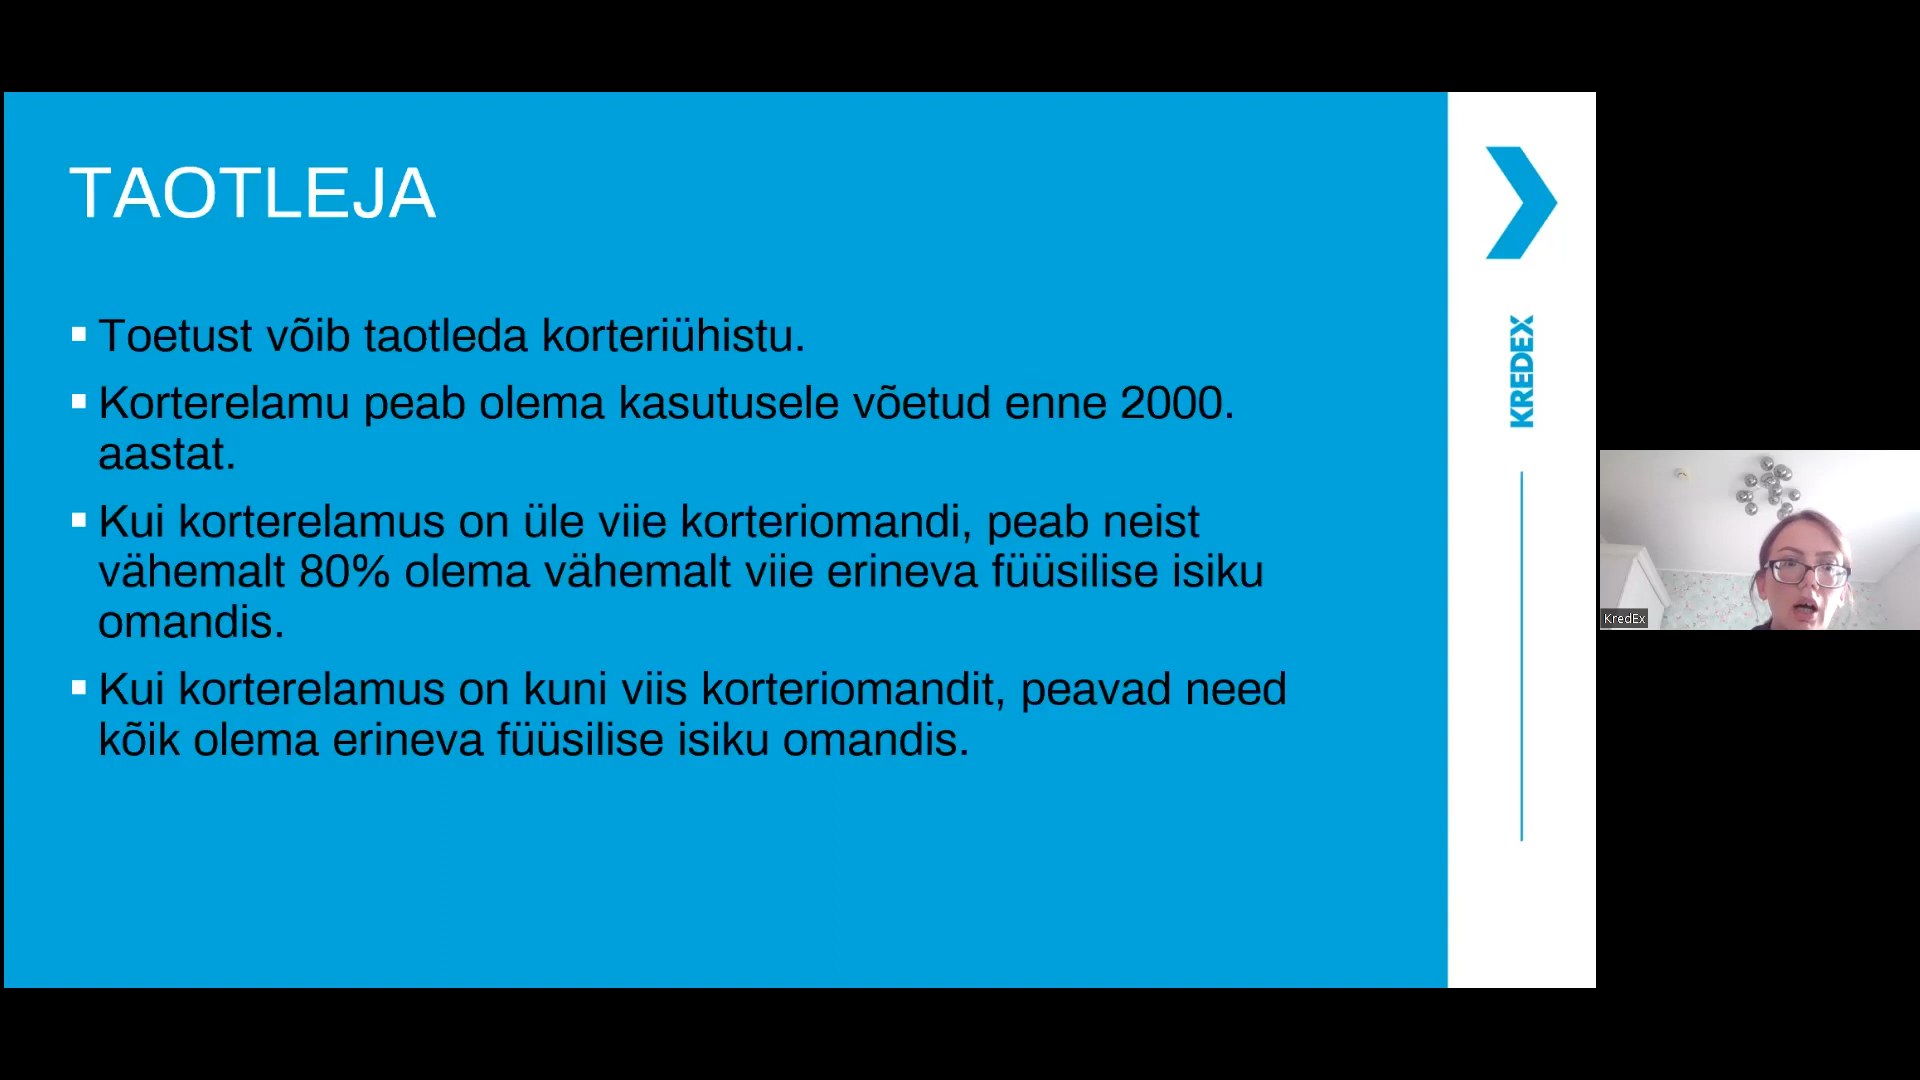 TAOTLEJA
Toetust võib taotleda korteriühistu.
Korterelamu peab olema kasutusele võetud enne 2000.
aastat.
Kui korterelamus on üle viie korteriomandi, peab neist
vähemalt 80% olema vähemalt viie erineva füüsilise isiku
omandis.
Kui korterelamus on kuni viis korteriomandit, peavad need
kõik olema erineva füüsilise isiku omandis.
KREDEX
KredEx